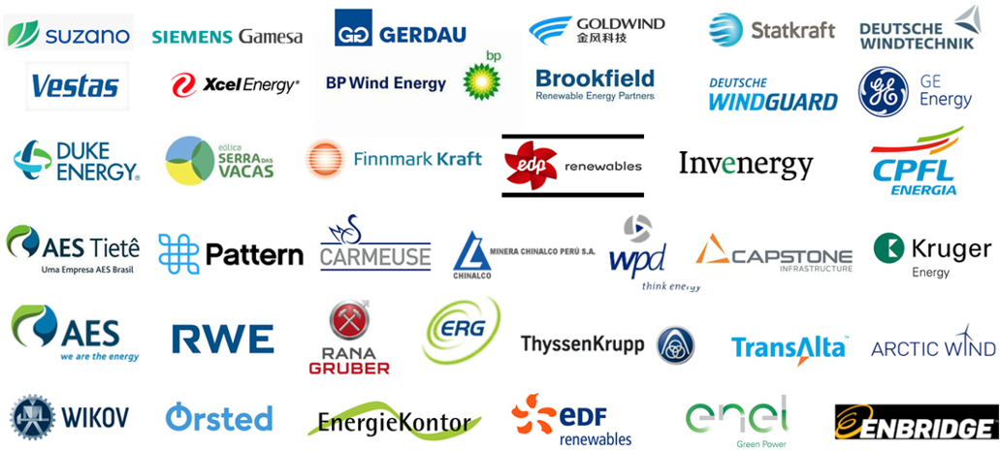 suzano
SIEMENS Gamesa
GERDAU
GOLDWIND
金风科技
Statkraft
DEUTSCHE
WINDTECHNIK
Vestas
Xcel Energy®
BP Wind Energy
bp
Brookfield
Renewable Energy Partners
DEUTSCHE
WINDGUARD
GE
GE
Energy
DUKE
ENERGY®
eólica
SERRA DAS
VACAS
Finnmark Kraft
edp renewables
Invenergy
CPFL
ENERGIA
AES Tietê
Uma Empresa AES Brasil
Pattern
CARMEUSE
CHINALCO
MINERA CHINALCO PERÚ S.A.
wpd
think energy
CAPSTONE
INFRASTRUCTURE
Kruger
Energy
AES
we are the energy
RWE
RANA
GRUBER
ERG
ThyssenKrupp
TransAlta™
ARCTIC WIND
WIKOV
Ørsted
EnergieKontor
eDF
renewables
enel
Green Power
ENBRIDGE